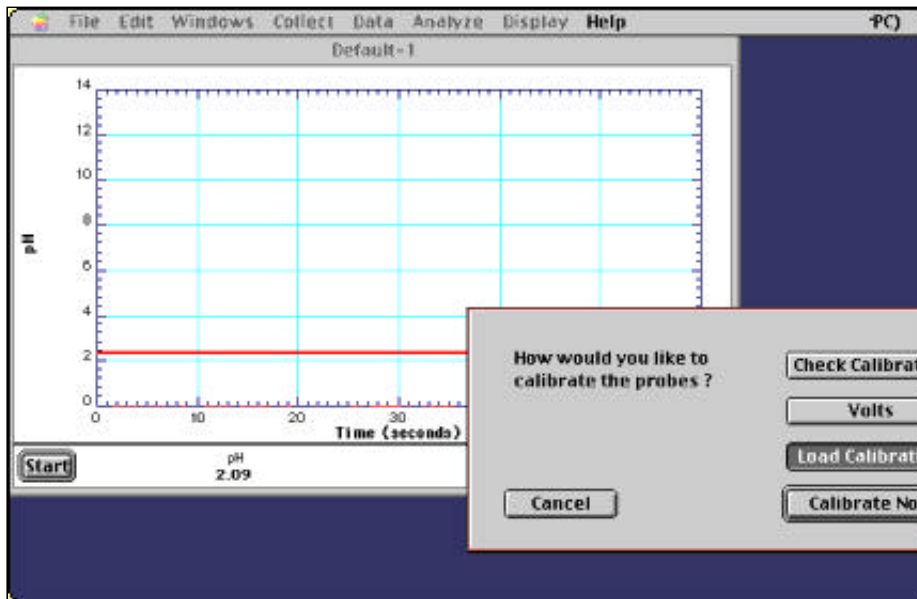 File Edit Windows Collect Data Analyze Display Help PC)
Default-1
14
12
10
8
6
4
2
0
pH
0 10 20 30
Time (seconds)
Start
pH
2.09
How would you like to
calibrate the probes ?
Check Calibrat
Volts
Load Calibrati
Calibrate No
Cancel